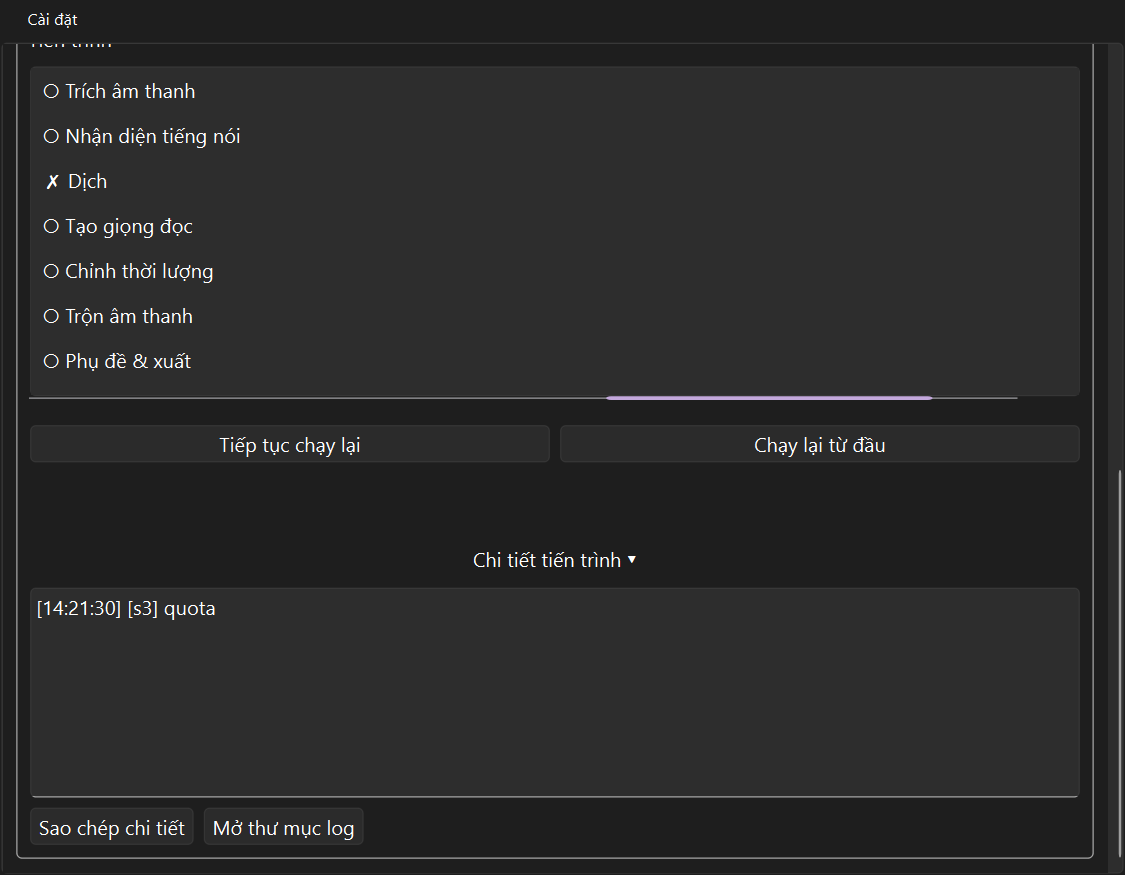 Cài đặt
Tiến trình
○ Trích âm thanh
○ Nhận diện tiếng nói
✗ Dịch
○ Tạo giọng đọc
○ Chỉnh thời lượng
○ Trộn âm thanh
○ Phụ đề & xuất
Tiếp tục chạy lại
Chạy lại từ đầu
Chi tiết tiến trình ▾
[14:21:30] [s3] quota
Sao chép chi tiết
Mở thư mục log